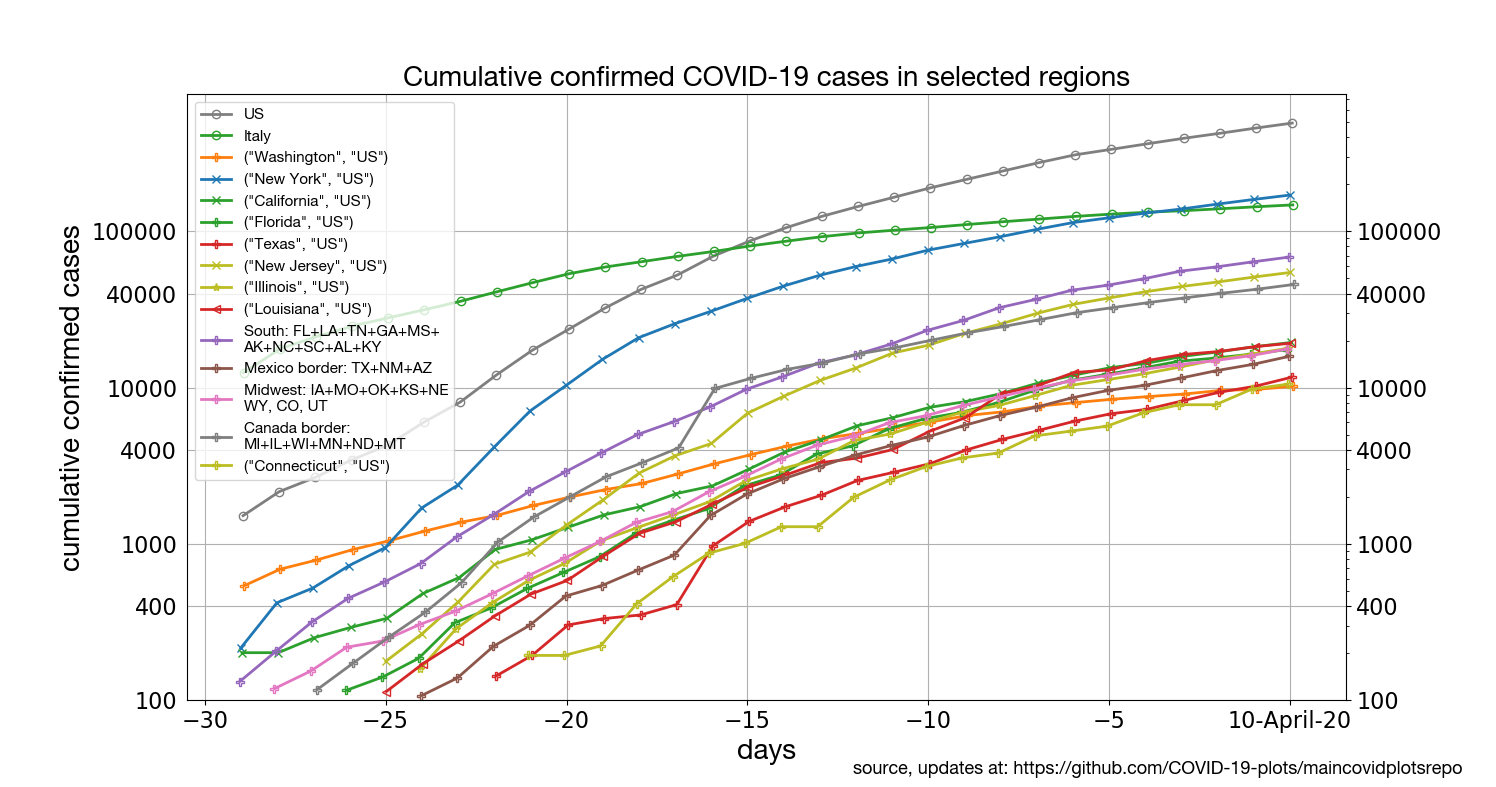 Cumulative confirmed COVID-19 cases in selected regions
US
Italy
("Washington", "US")
("New York", "US")
("California", "US")
("Florida", "US")
("Texas", "US")
("New Jersey", "US")
("Illinois", "US")
("Louisiana", "US")
South: FL+LA+TN+GA+MS+
AK+NC+SC+AL+KY
Mexico border: TX+NM+AZ
Midwest: IA+MO+OK+KS+NE
WY, CO, UT
Canada border:
MI+IL+WI+MN+ND+MT
("Connecticut", "US")
cumulative confirmed cases
100000
40000
10000
4000
1000
400
100
100000
40000
10000
4000
1000
400
100
−30
−25
−20
−15
−10
−5
10-April-20
days
source, updates at: https://github.com/COVID-19-plots/maincovidplotsrepo